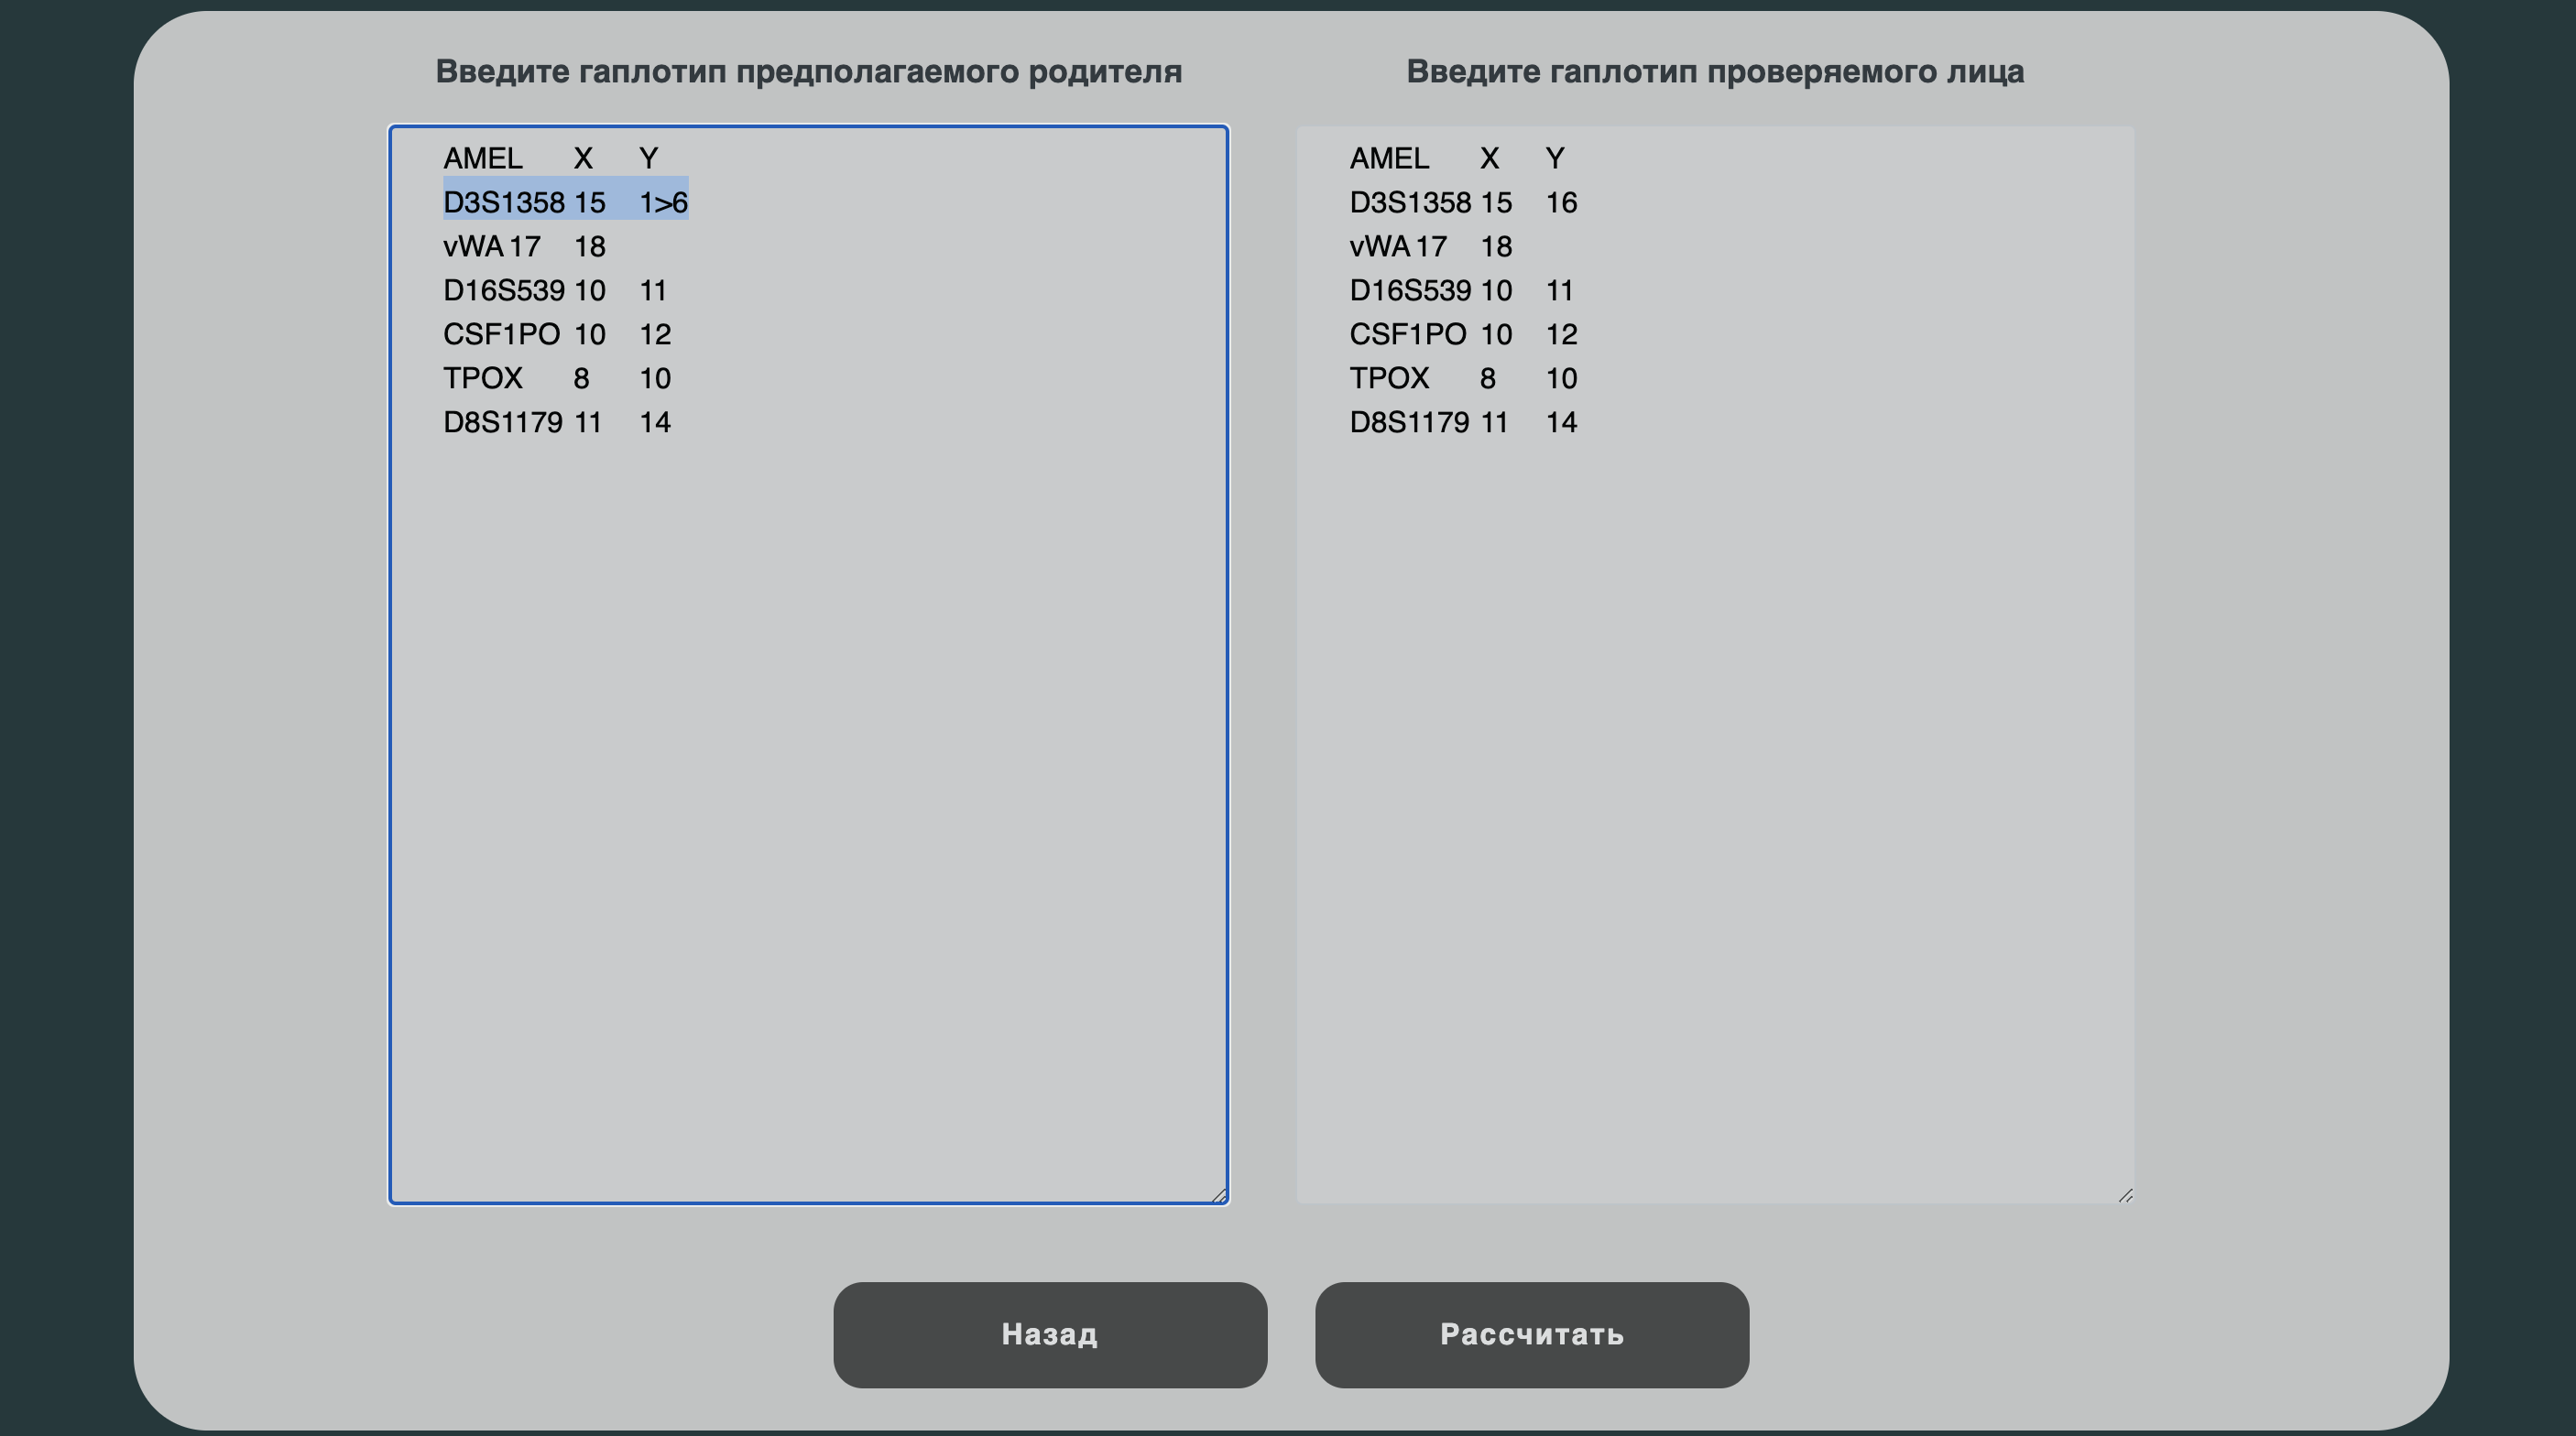 Введите гаплотип предполагаемого родителя
AMEL X Y
D3S1358 15 1>6
vWA 17 18
D16S539 10 11
CSF1PO 10 12
TPOX 8 10
D8S1179 11 14
Введите гаплотип проверяемого лица
AMEL X Y
D3S1358 15 16
vWA 17 18
D16S539 10 11
CSF1PO 10 12
TPOX 8 10
D8S1179 11 14
Назад
Рассчитать